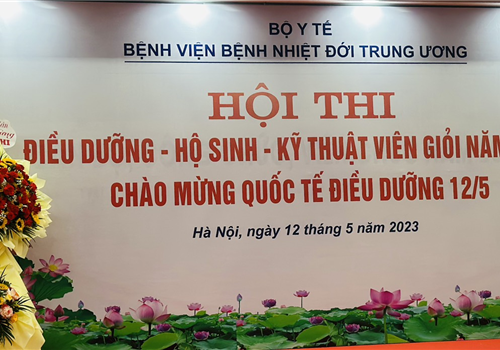 BỘ Y TẾ
BỆNH VIỆN BỆNH NHIỆT ĐỚI TRUNG ƯƠNG
HỘI THI
ĐIỀU DƯỠNG - HỘ SINH - KỸ THUẬT VIÊN GIỎI NĂM
CHÀO MỪNG QUỐC TẾ ĐIỀU DƯỠNG 12/5
Hà Nội, ngày 12 tháng 5 năm 2023